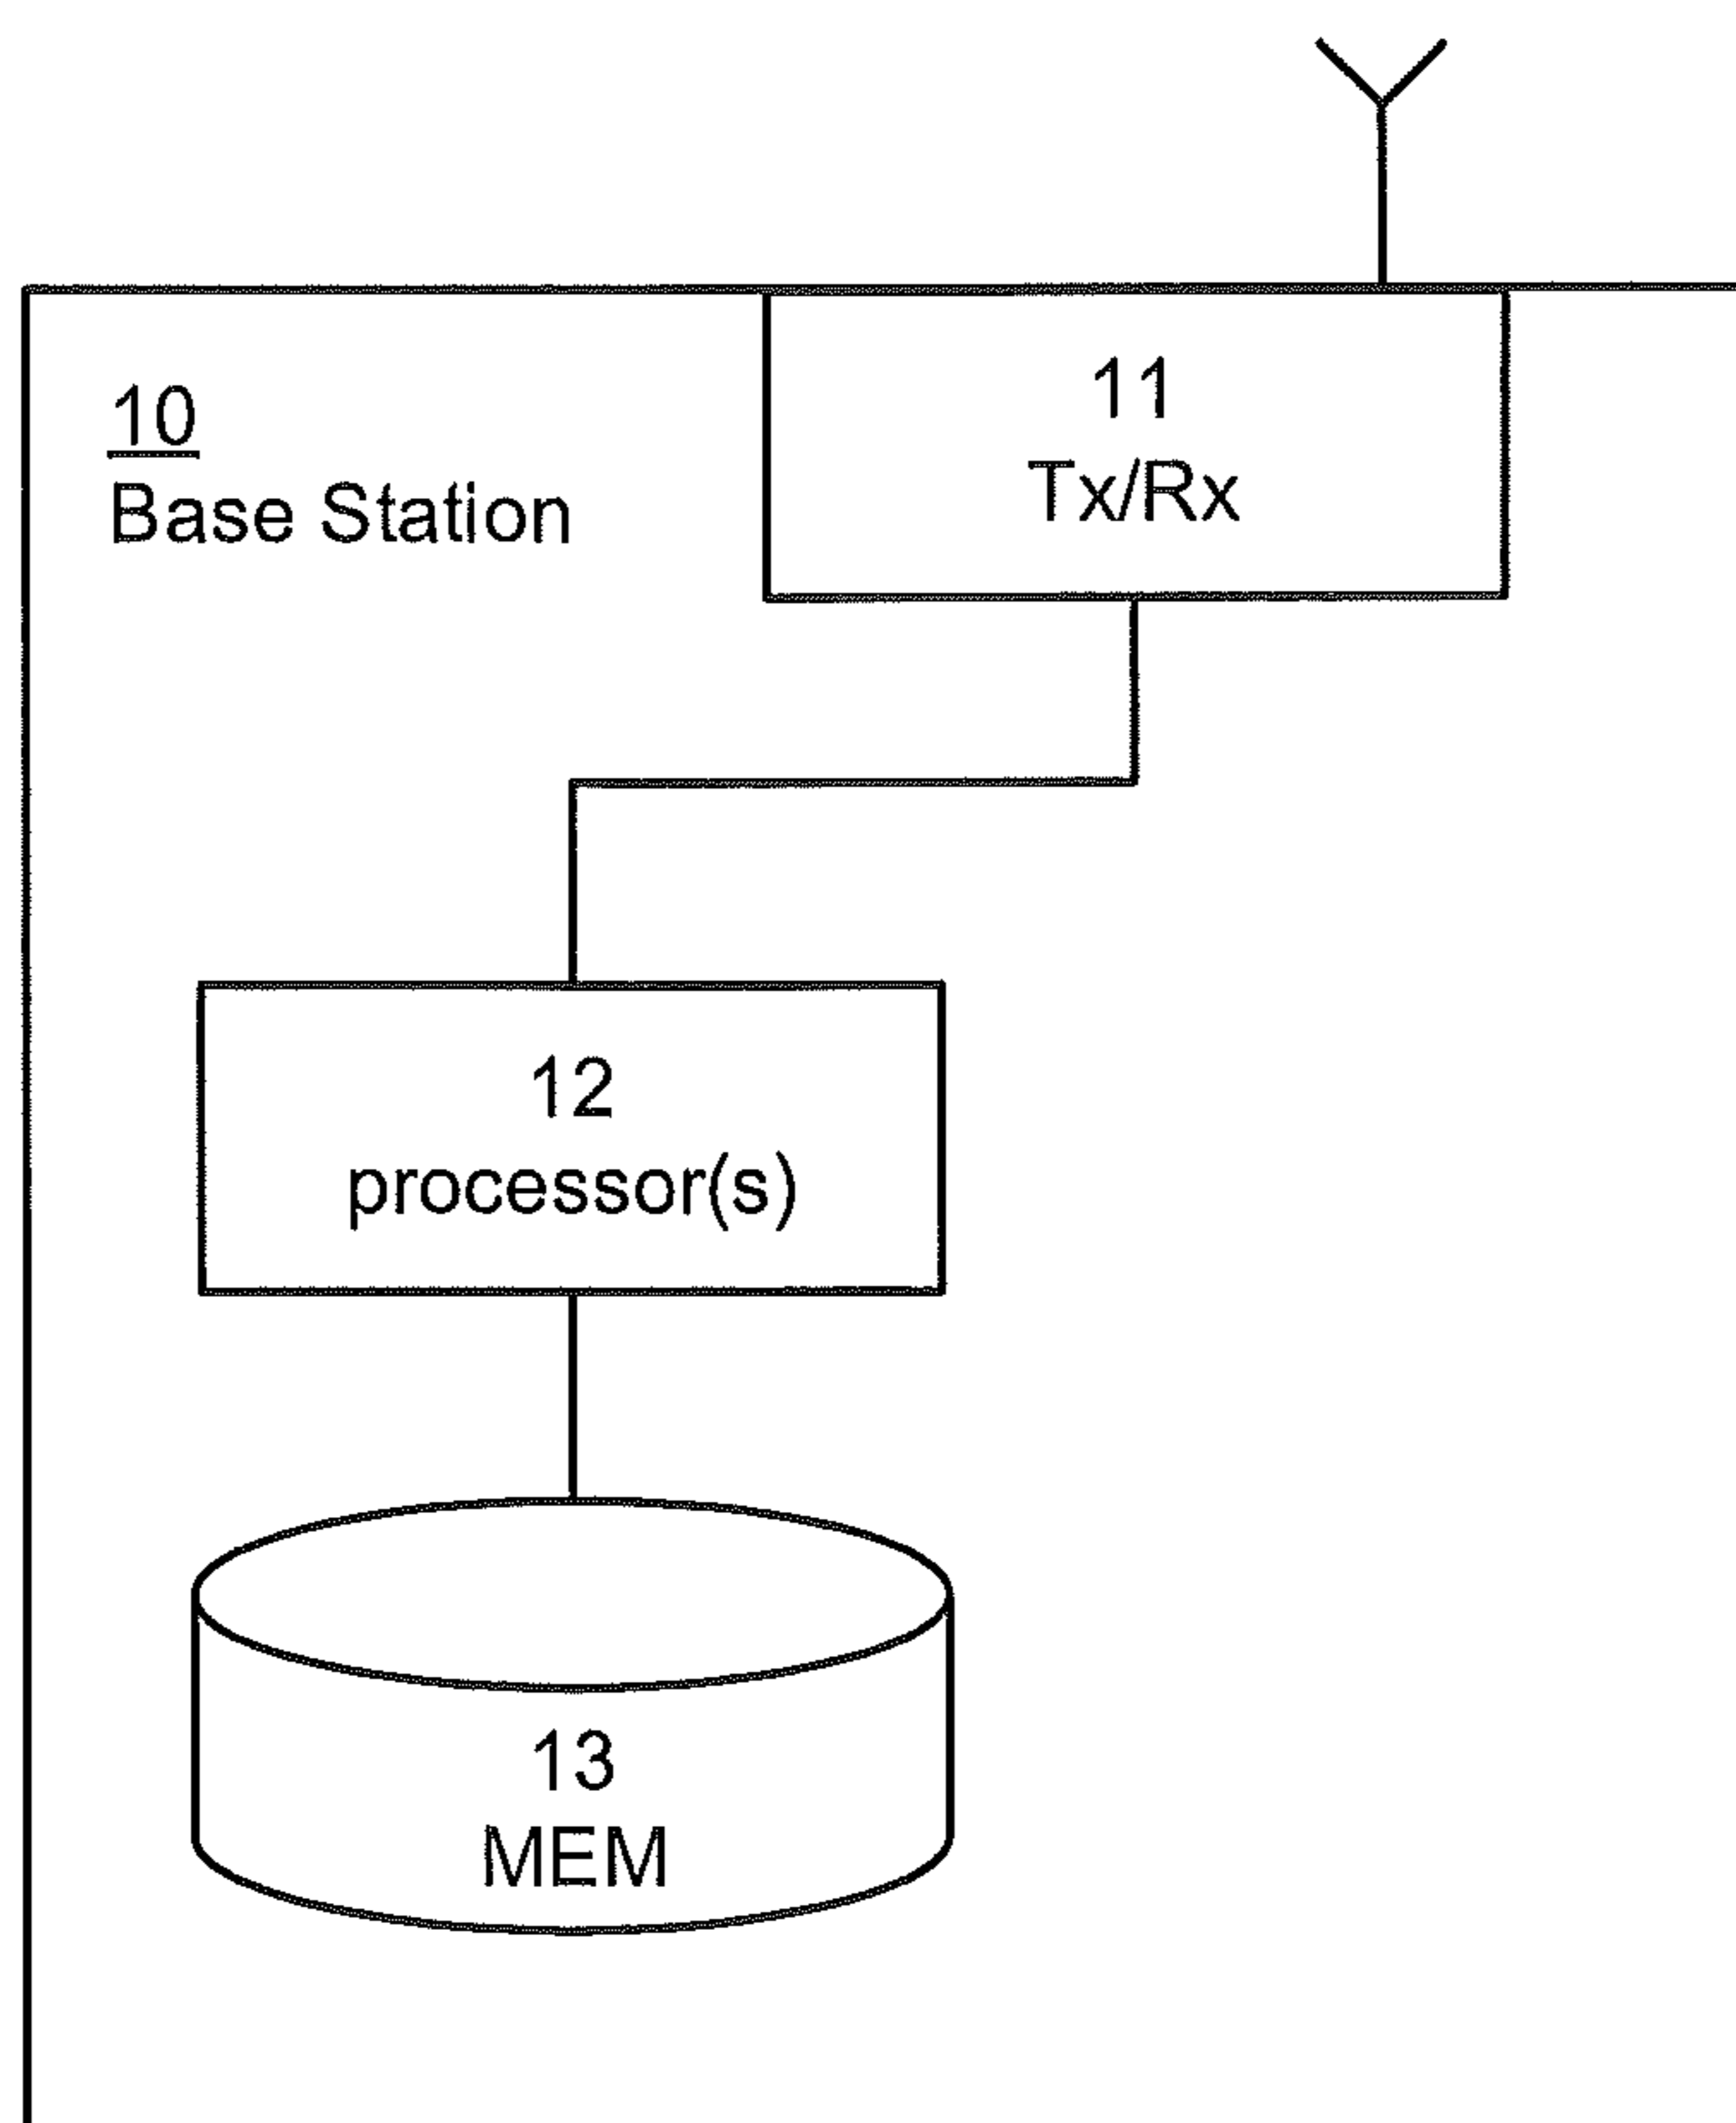 10
Base Station
11
Tx/Rx
12
processor(s)
13
MEM